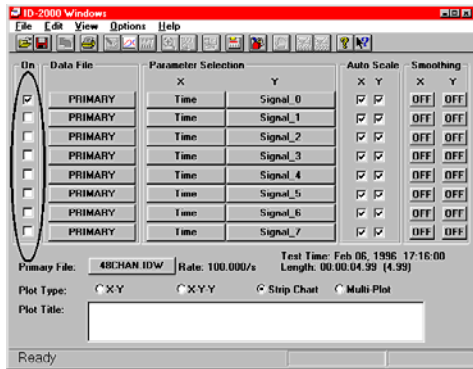 ID-2000 Windows
File Edit View Options Help
On Data File Parameter Selection Auto Scale Smoothing
X Y X Y X Y
PRIMARY Time Signal_0 OFF OFF
PRIMARY Time Signal_1 OFF OFF
PRIMARY Time Signal_2 OFF OFF
PRIMARY Time Signal_3 OFF OFF
PRIMARY Time Signal_4 OFF OFF
PRIMARY Time Signal_5 OFF OFF
PRIMARY Time Signal_6 OFF OFF
PRIMARY Time Signal_7 OFF OFF
Test Time: Feb 06, 1996 17:16:00
Primary File: 48CHAN.IDW Rate: 100.000/s Length: 00:00:04.99 (4.99)
Plot Type: X-Y X-Y-Y Strip Chart Multi-Plot
Plot Title:
Ready